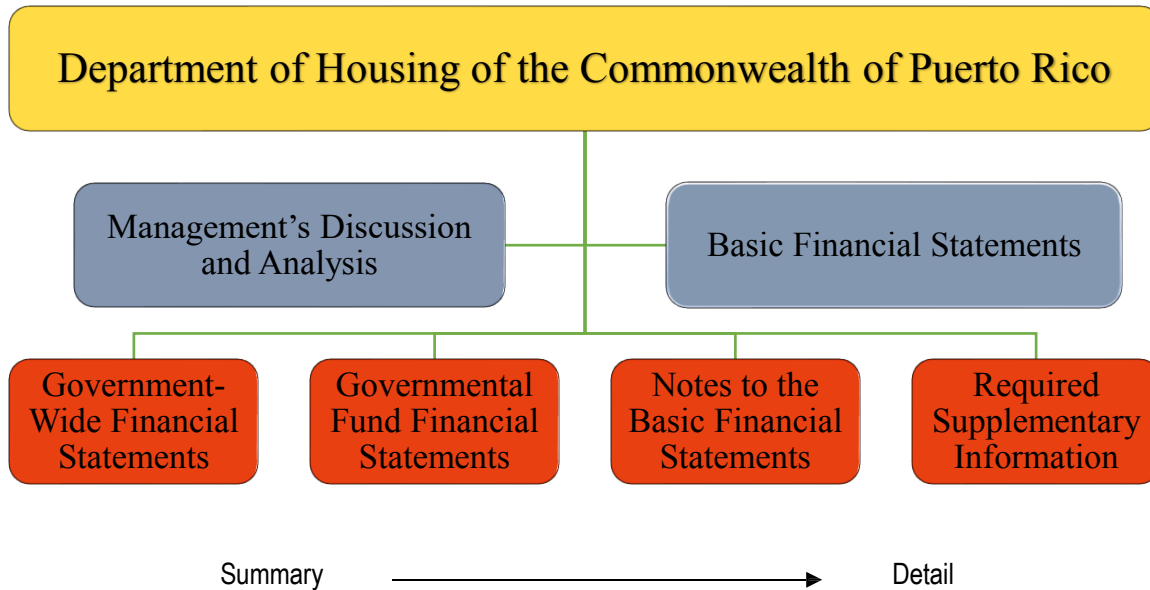 Department of Housing of the Commonwealth of Puerto Rico
Management’s Discussion
and Analysis
Basic Financial Statements
Government-
Wide Financial
Statements
Governmental
Fund Financial
Statements
Notes to the
Basic Financial
Statements
Required
Supplementary
Information
Summary
Detail